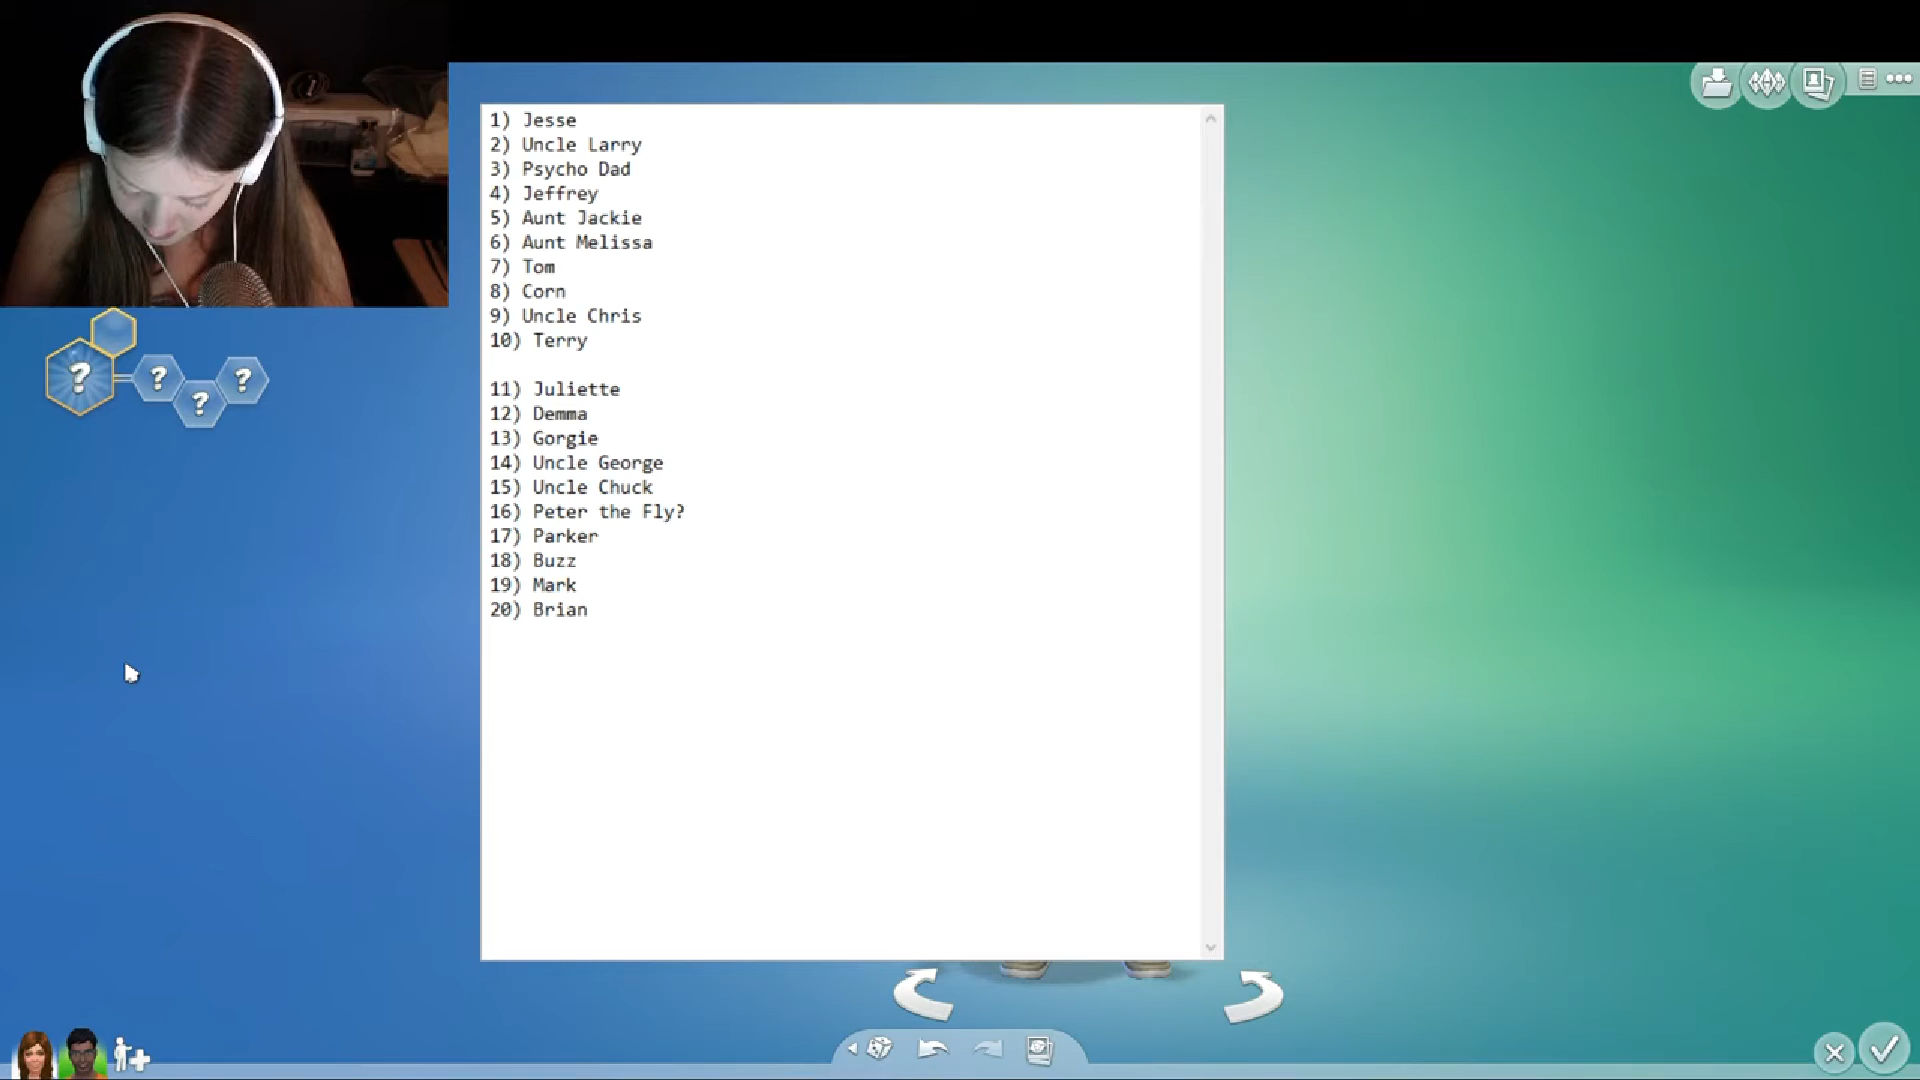 1) Jesse
2) Uncle Larry
3) Psycho Dad
4) Jeffrey
5) Aunt Jackie
6) Aunt Melissa
7) Tom
8) Corn
9) Uncle Chris
10) Terry
11) Juliette
12) Demma
13) Gorgie
14) Uncle George
15) Uncle Chuck
16) Peter the Fly?
17) Parker
18) Buzz
19) Mark
20) Brian
? ? ? ?